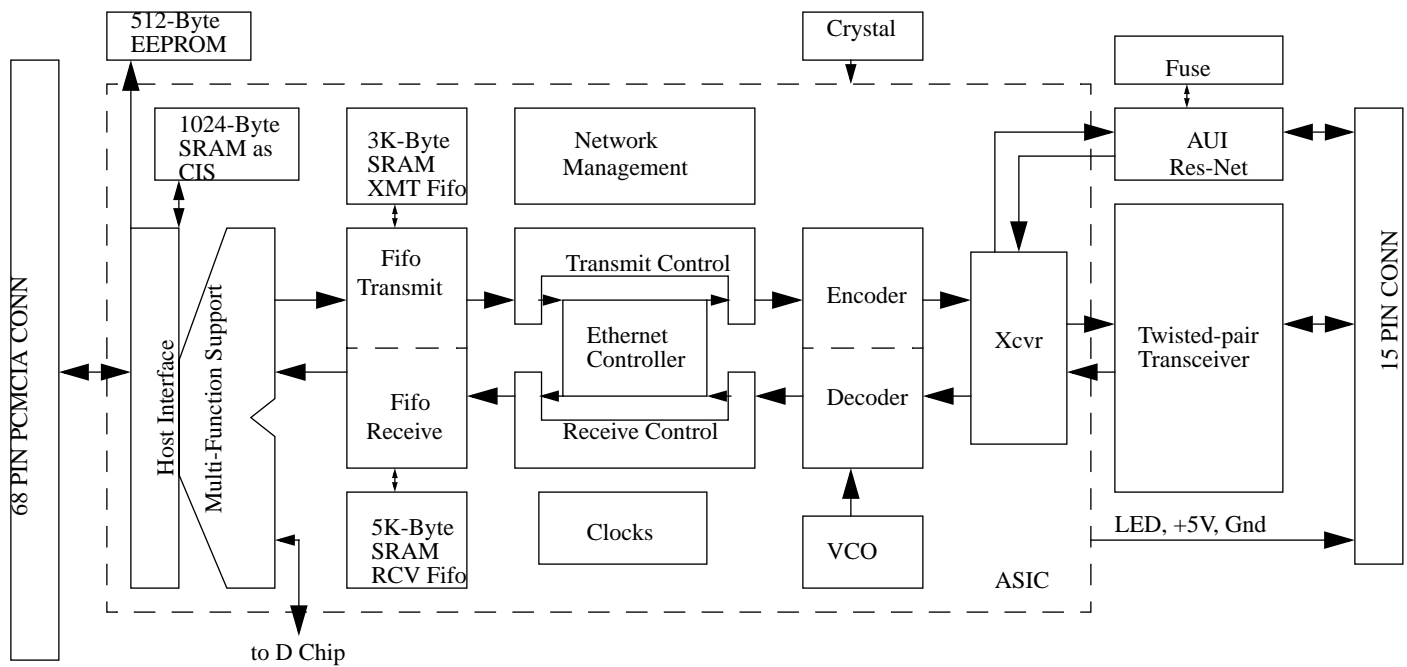 512-Byte
EEPROM
Crystal
Fuse
1024-Byte
SRAM as
CIS
3K-Byte
SRAM
XMT Fifo
Network
Management
AUI
Res-Net
68 PIN PCMCIA CONN
Host Interface
Multi-Function Support
Fifo
Transmit
Transmit Control
Ethernet
Controller
Encoder
Xcvr
Twisted-pair
Transceiver
15 PIN CONN
Fifo
Receive
Receive Control
Decoder
5K-Byte
SRAM
RCV Fifo
Clocks
VCO
LED, +5V, Gnd
ASIC
to D Chip